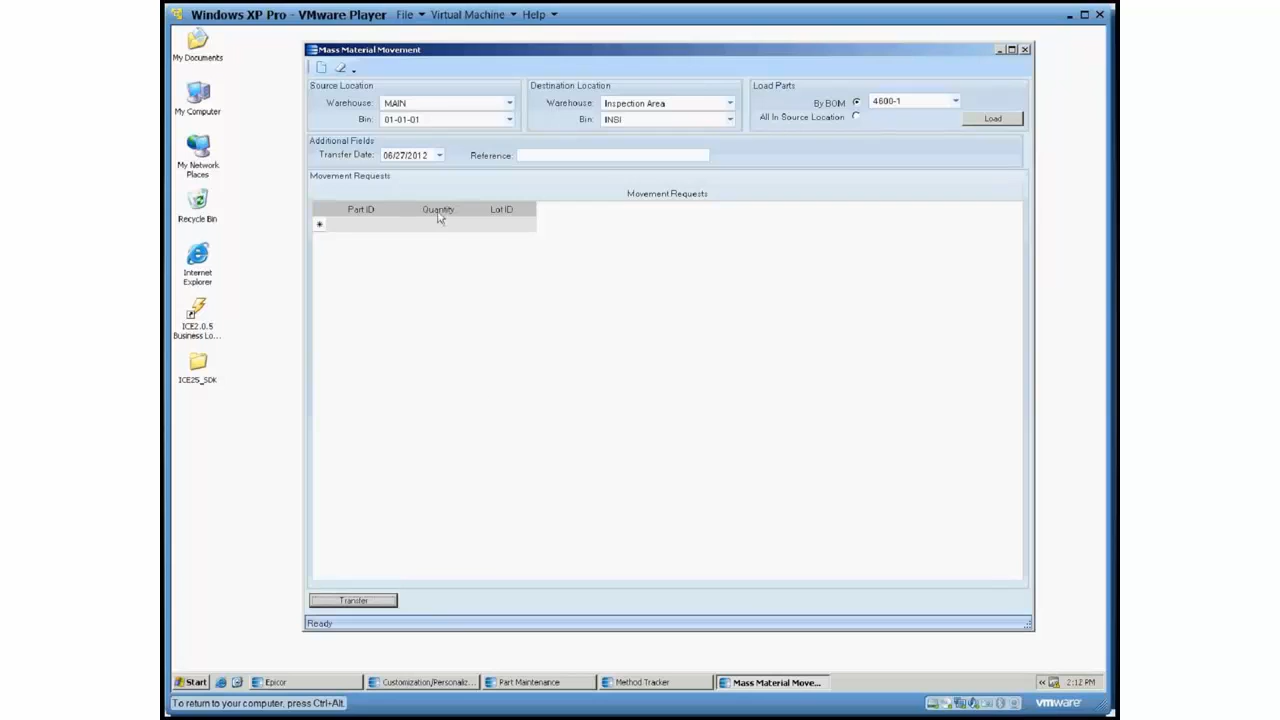 Windows XP Pro - VMware Player File Virtual Machine Help
My Documents
My Computer
My Network
Places
Recycle Bin
Internet
Explorer
ICE2.0.5
Business Lo...
ICE25_SDK
Mass Material Movement
Source Location
Warehouse: MAIN
Bin: 01-01-01
Destination Location
Warehouse: Inspection Area
Bin: INSI
Load Parts
By BOM 4600-1
All In Source Location
Load
Additional Fields
Transfer Date: 06/27/2012 Reference:
Movement Requests
Movement Requests
Part ID Quantity Lot ID
Transfer
Ready
Start Epicor Customization/Personaliz... Part Maintenance Method Tracker Mass Material Move... 2:12 PM
To return to your computer, press Ctrl+Alt. vmware